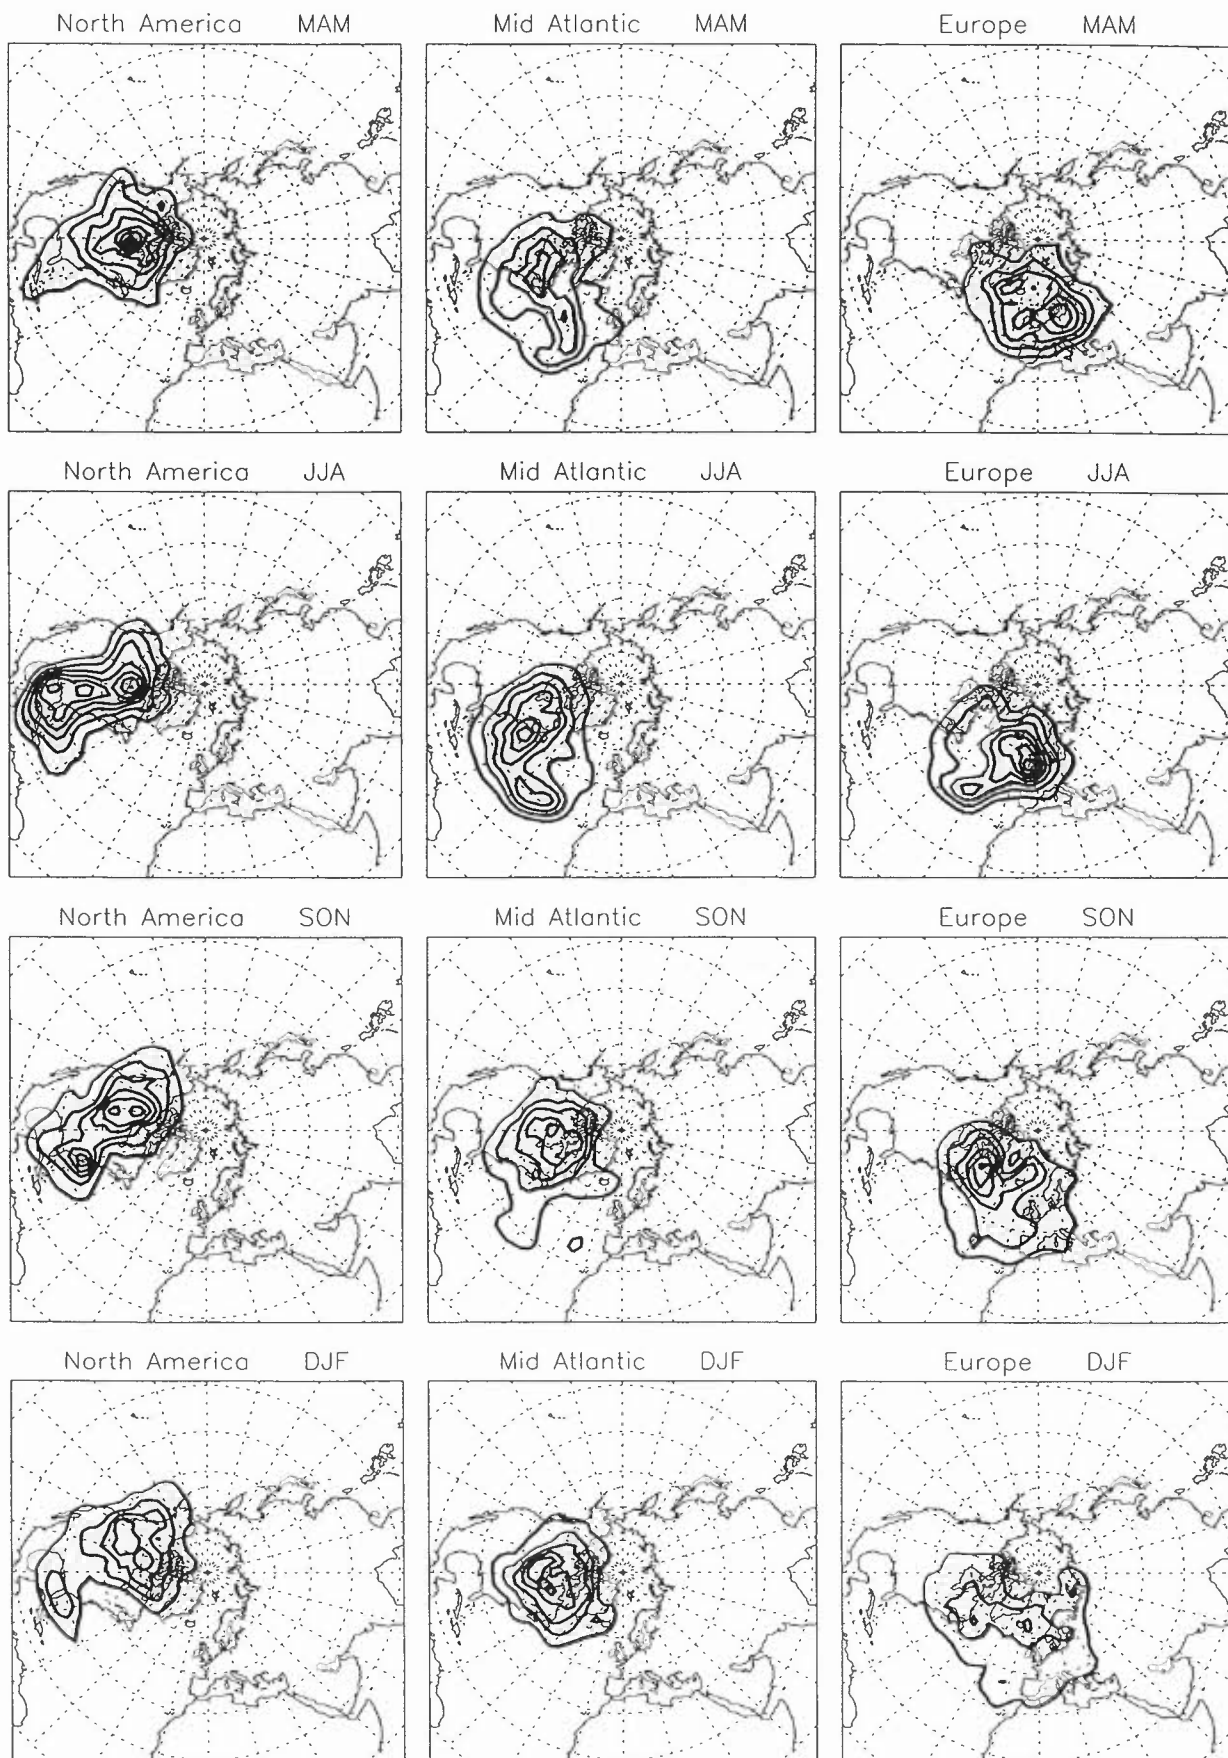 North America MAM
Mid Atlantic MAM
Europe MAM
North America JJA
Mid Atlantic JJA
Europe JJA
North America SON
Mid Atlantic SON
Europe SON
North America DJF
Mid Atlantic DJF
Europe DJF